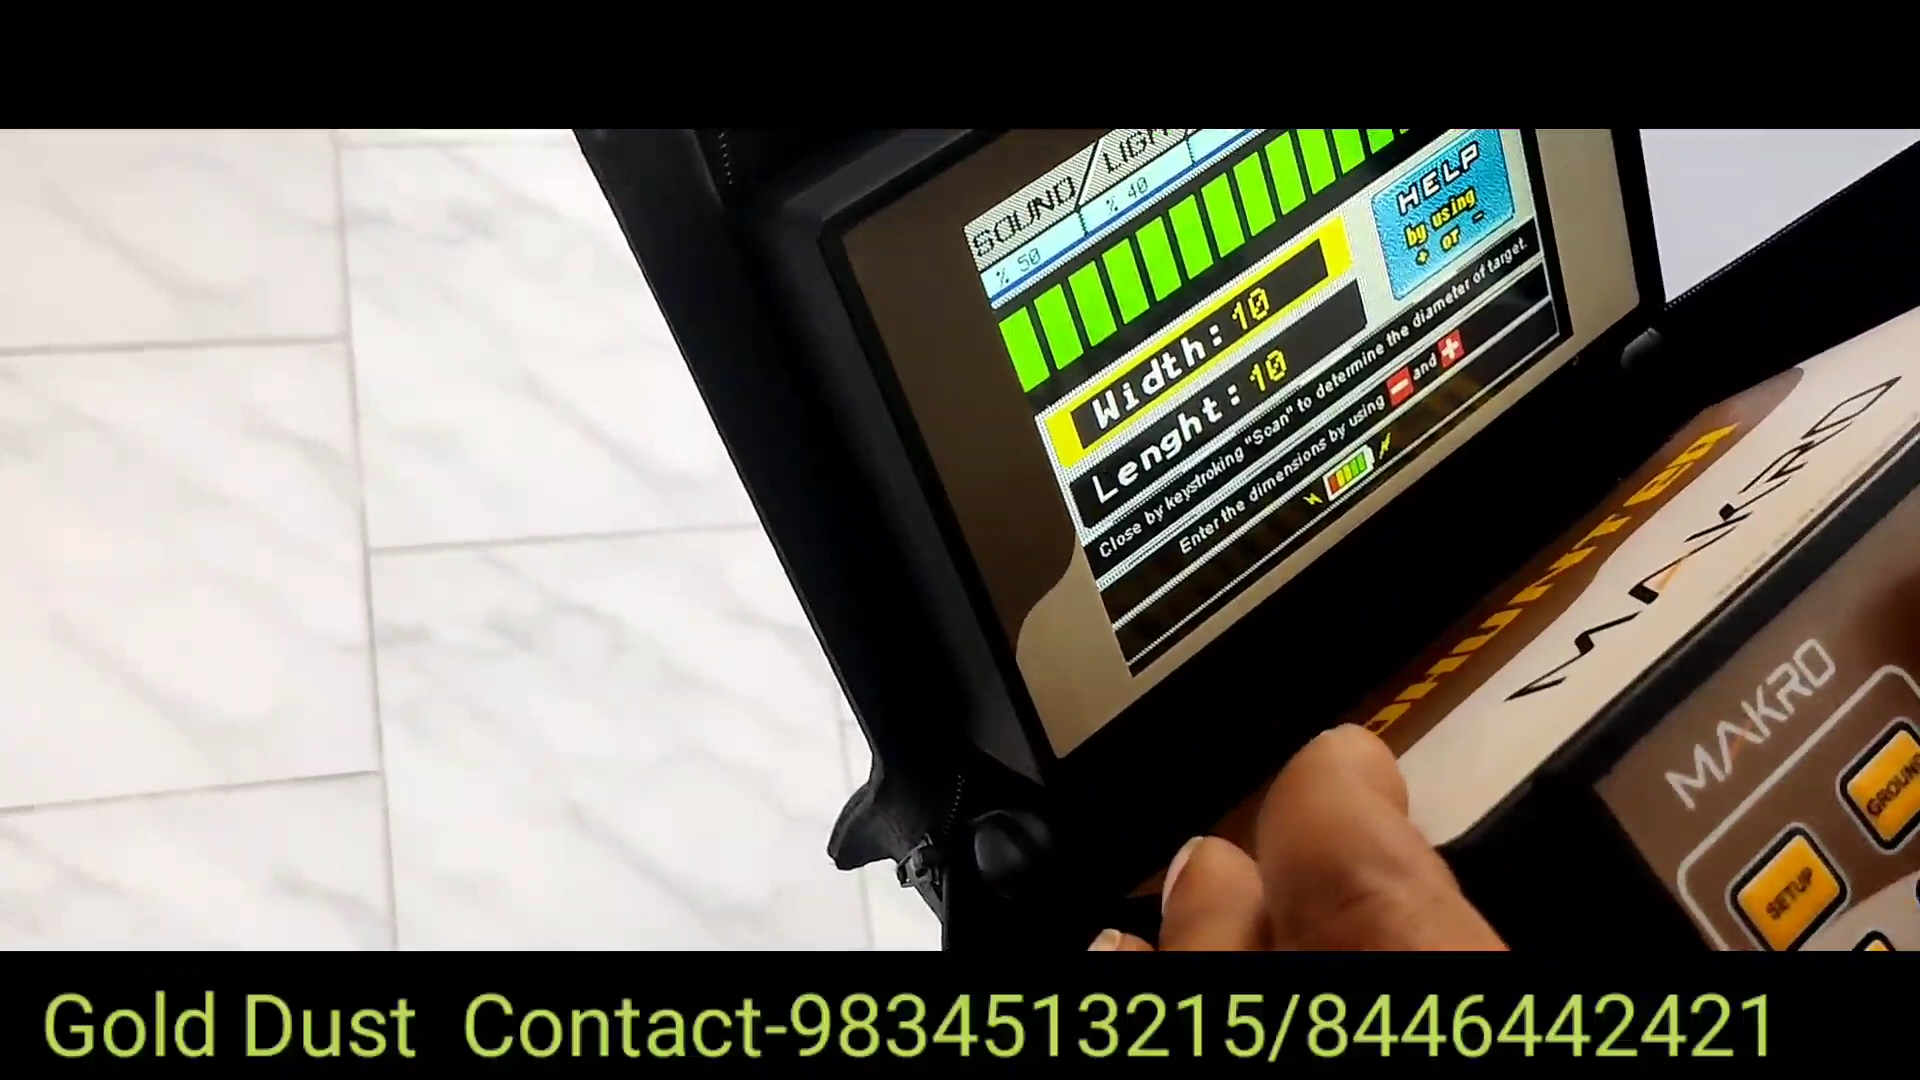 SOUND
% 50
% 40
HELP
by using
+ or -
Width: 10
Lenght: 10
Close by keystroking "Scan" to determine the diameter of target.
Enter the dimensions by using - and +
MAKRO
MAKRO
SETUP
Gold Dust Contact-9834513215/8446442421